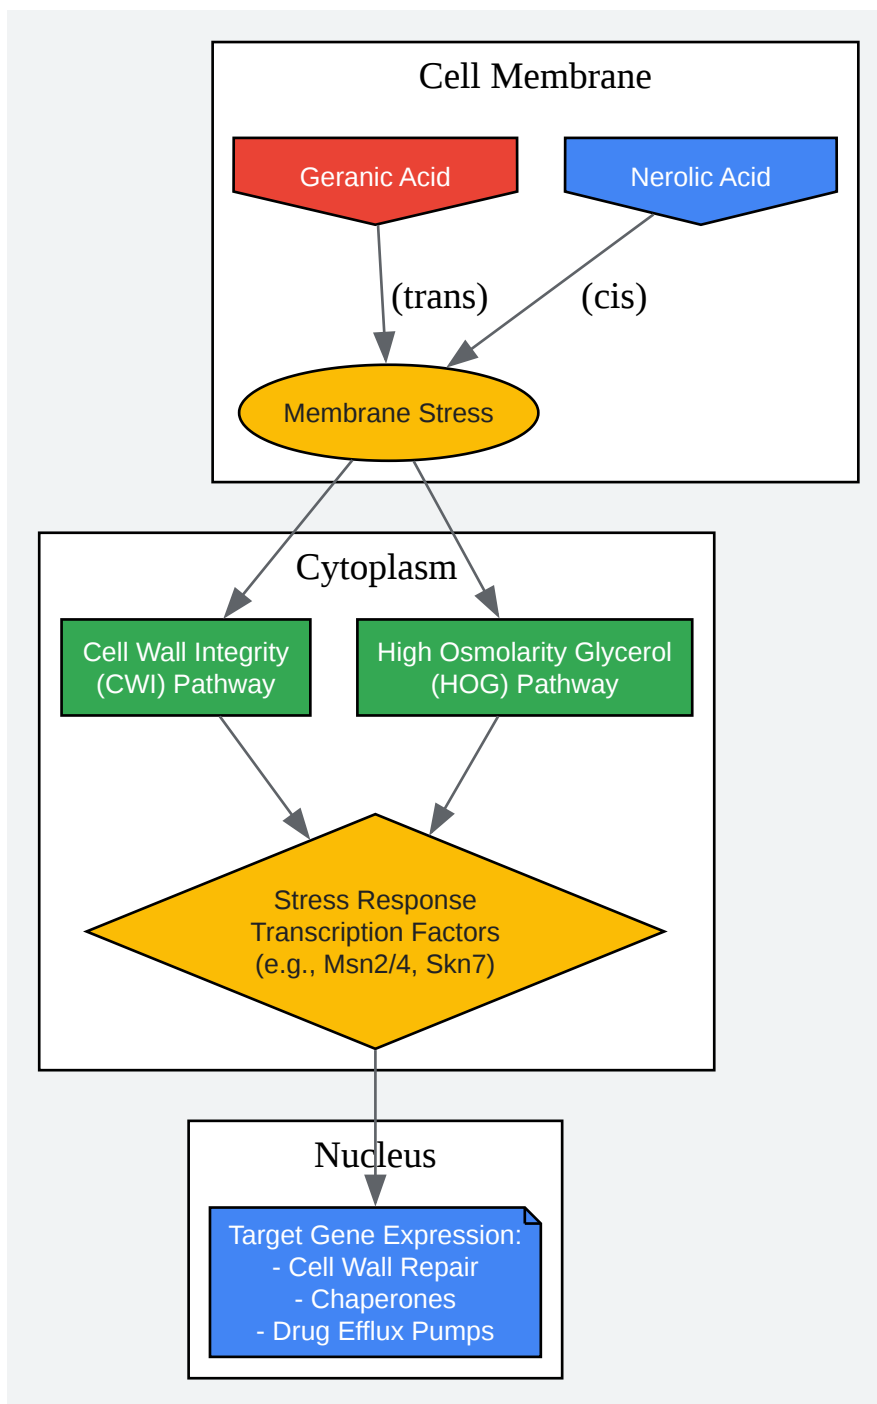 Cell Membrane
Geranic Acid
Nerolic Acid
(trans)
(cis)
Membrane Stress
Cytoplasm
Cell Wall Integrity
(CWI) Pathway
High Osmolarity Glycerol
(HOG) Pathway
Stress Response
Transcription Factors
(e.g., Msn2/4, Skn7)
Nucleus
Target Gene Expression:
- Cell Wall Repair
- Chaperones
- Drug Efflux Pumps